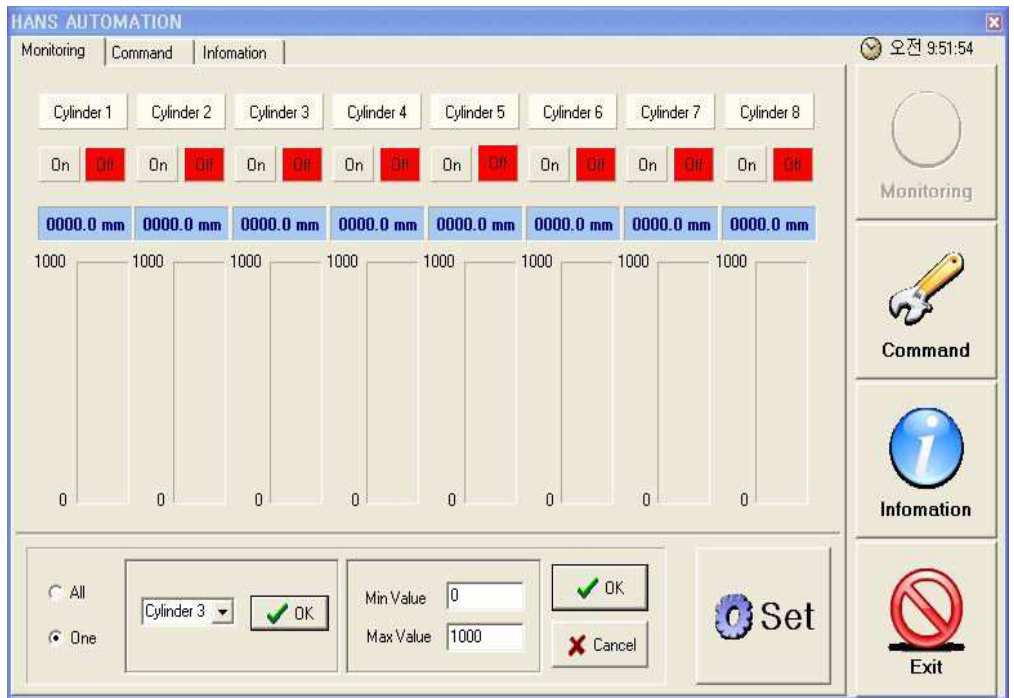 HANS AUTOMATION
Monitoring Command Infomation
오전 9:51:54
Cylinder 1 Cylinder 2 Cylinder 3 Cylinder 4 Cylinder 5 Cylinder 6 Cylinder 7 Cylinder 8
On Off On Off On Off On Off On Off On Off On Off On Off
0000.0 mm 0000.0 mm 0000.0 mm 0000.0 mm 0000.0 mm 0000.0 mm 0000.0 mm 0000.0 mm
1000 1000 1000 1000 1000 1000 1000 1000
0 0 0 0 0 0 0 0
All
One
Cylinder 3
OK
Min Value 0
Max Value 1000
OK
Cancel
Set
Monitoring
Command
Infomation
Exit